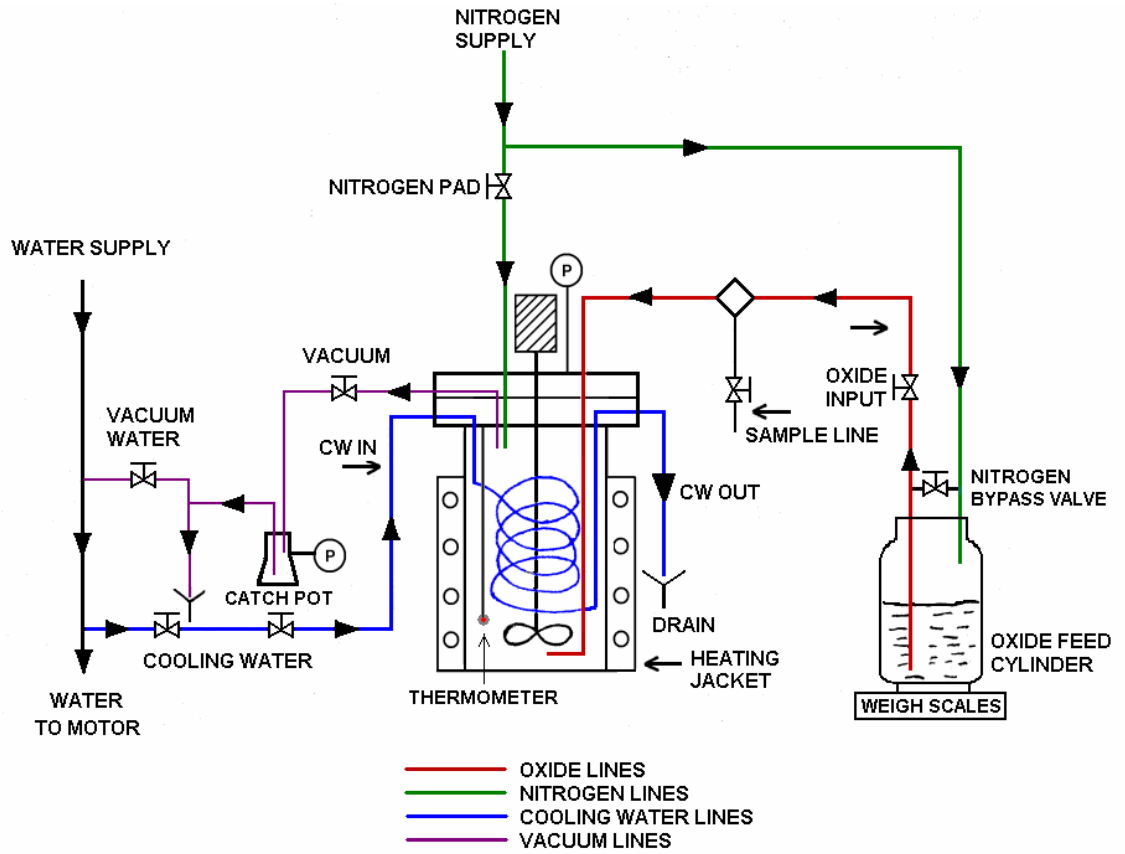 NITROGEN
SUPPLY
NITROGEN PAD
WATER SUPPLY
P
VACUUM
OXIDE
INPUT
VACUUM
WATER
SAMPLE LINE
CW IN
NITROGEN
BYPASS VALVE
CW OUT
P
CATCH POT
DRAIN
COOLING WATER
OXIDE FEED
CYLINDER
HEATING
JACKET
THERMOMETER
WEIGH SCALES
WATER
TO MOTOR
OXIDE LINES
NITROGEN LINES
COOLING WATER LINES
VACUUM LINES